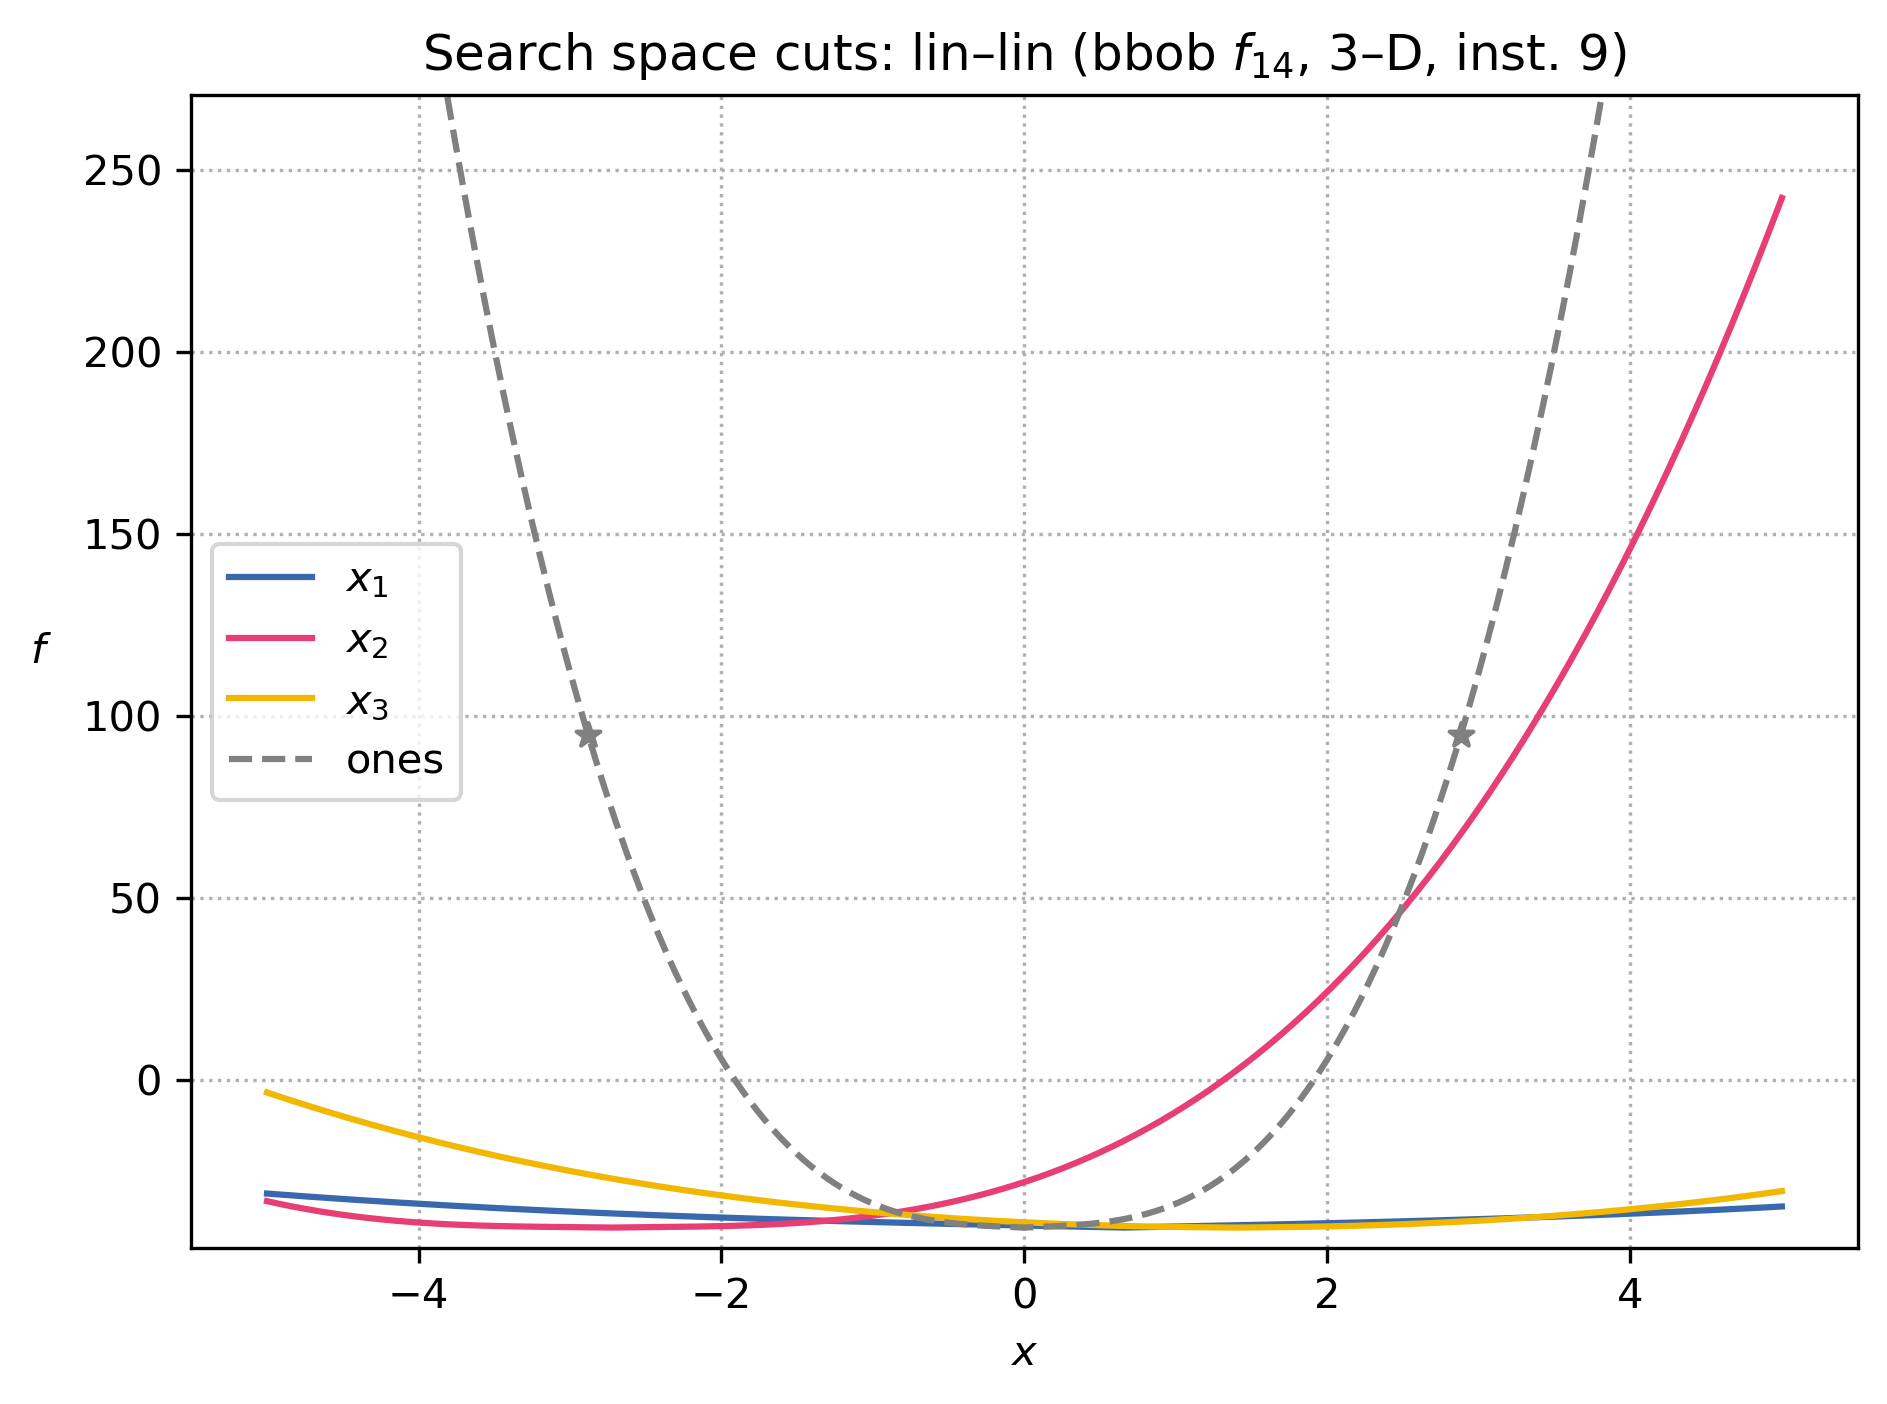 Search space cuts: lin–lin (bbob f₁₄, 3–D, inst. 9)
250
200
150
100
50
0
f
x₁
x₂
x₃
ones
−4
−2
0
2
4
x